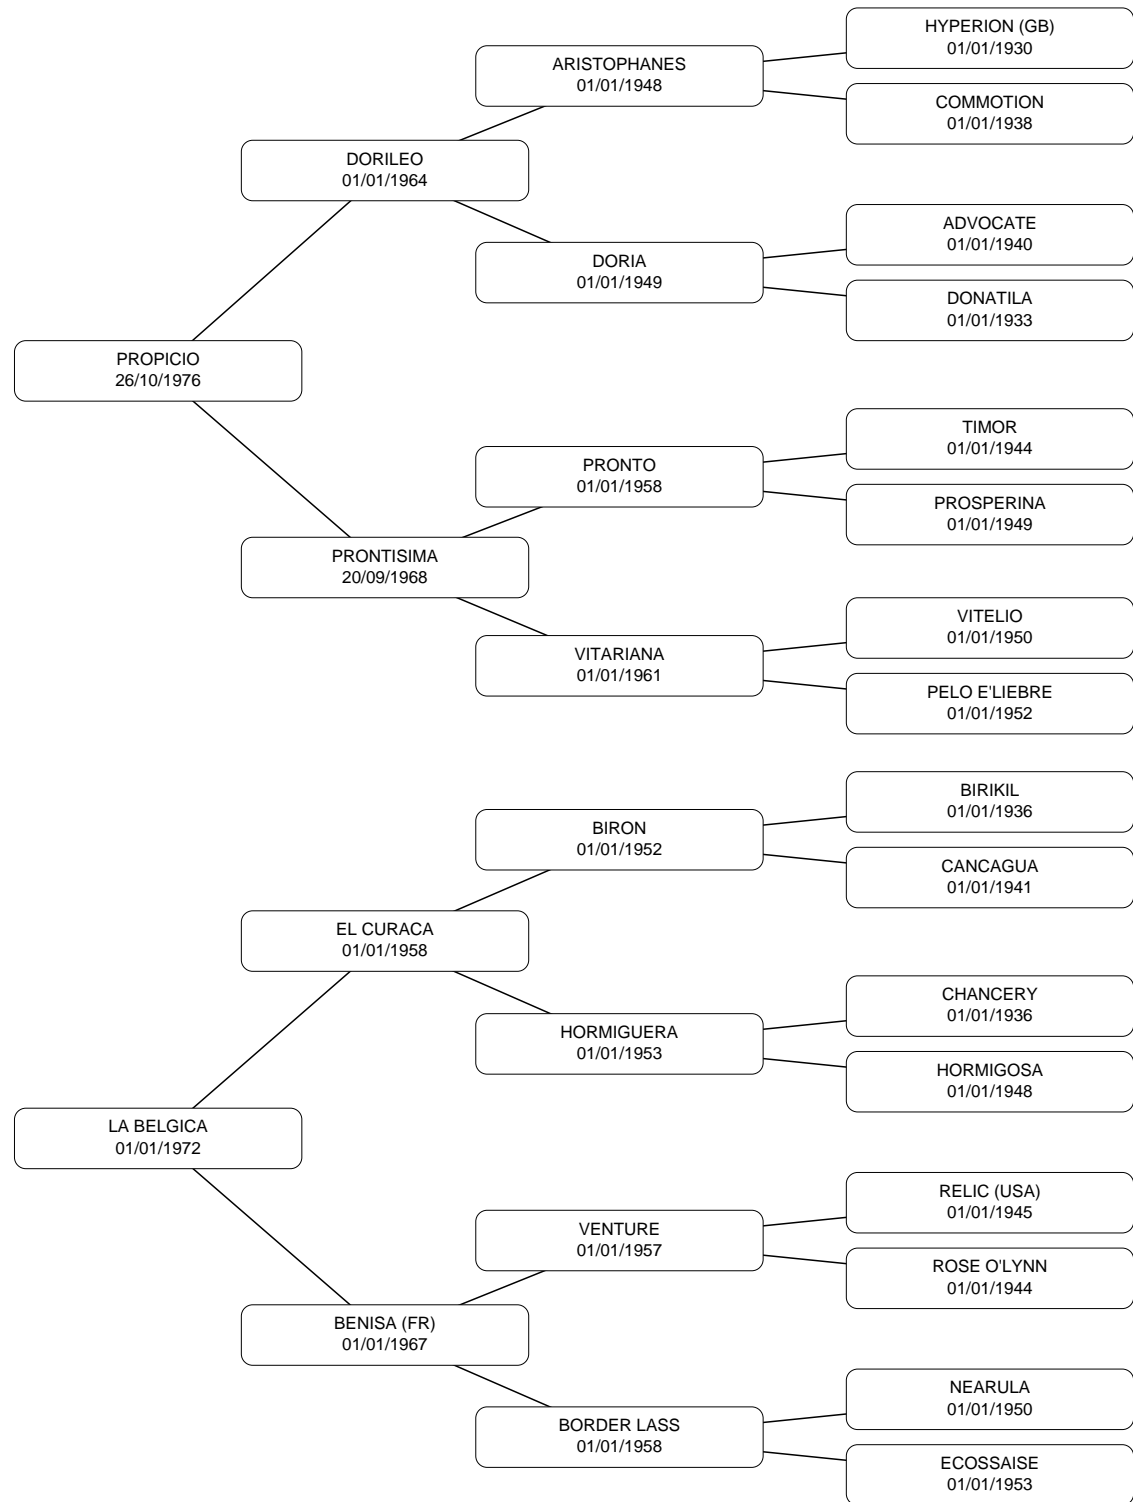 HYPERION (GB)
01/01/1930
ARISTOPHANES
01/01/1948
COMMOTION
01/01/1938
DORILEO
01/01/1964
ADVOCATE
01/01/1940
DORIA
01/01/1949
DONATILA
01/01/1933
PROPICIO
26/10/1976
TIMOR
01/01/1944
PRONTO
01/01/1958
PROSPERINA
01/01/1949
PRONTISIMA
20/09/1968
VITELIO
01/01/1950
VITARIANA
01/01/1961
PELO E'LIEBRE
01/01/1952
BIRIKIL
01/01/1936
BIRON
01/01/1952
CANCAGUA
01/01/1941
EL CURACA
01/01/1958
CHANCERY
01/01/1936
HORMIGUERA
01/01/1953
HORMIGOSA
01/01/1948
LA BELGICA
01/01/1972
RELIC (USA)
01/01/1945
VENTURE
01/01/1957
ROSE O'LYNN
01/01/1944
BENISA (FR)
01/01/1967
NEARULA
01/01/1950
BORDER LASS
01/01/1958
ECOSSAISE
01/01/1953